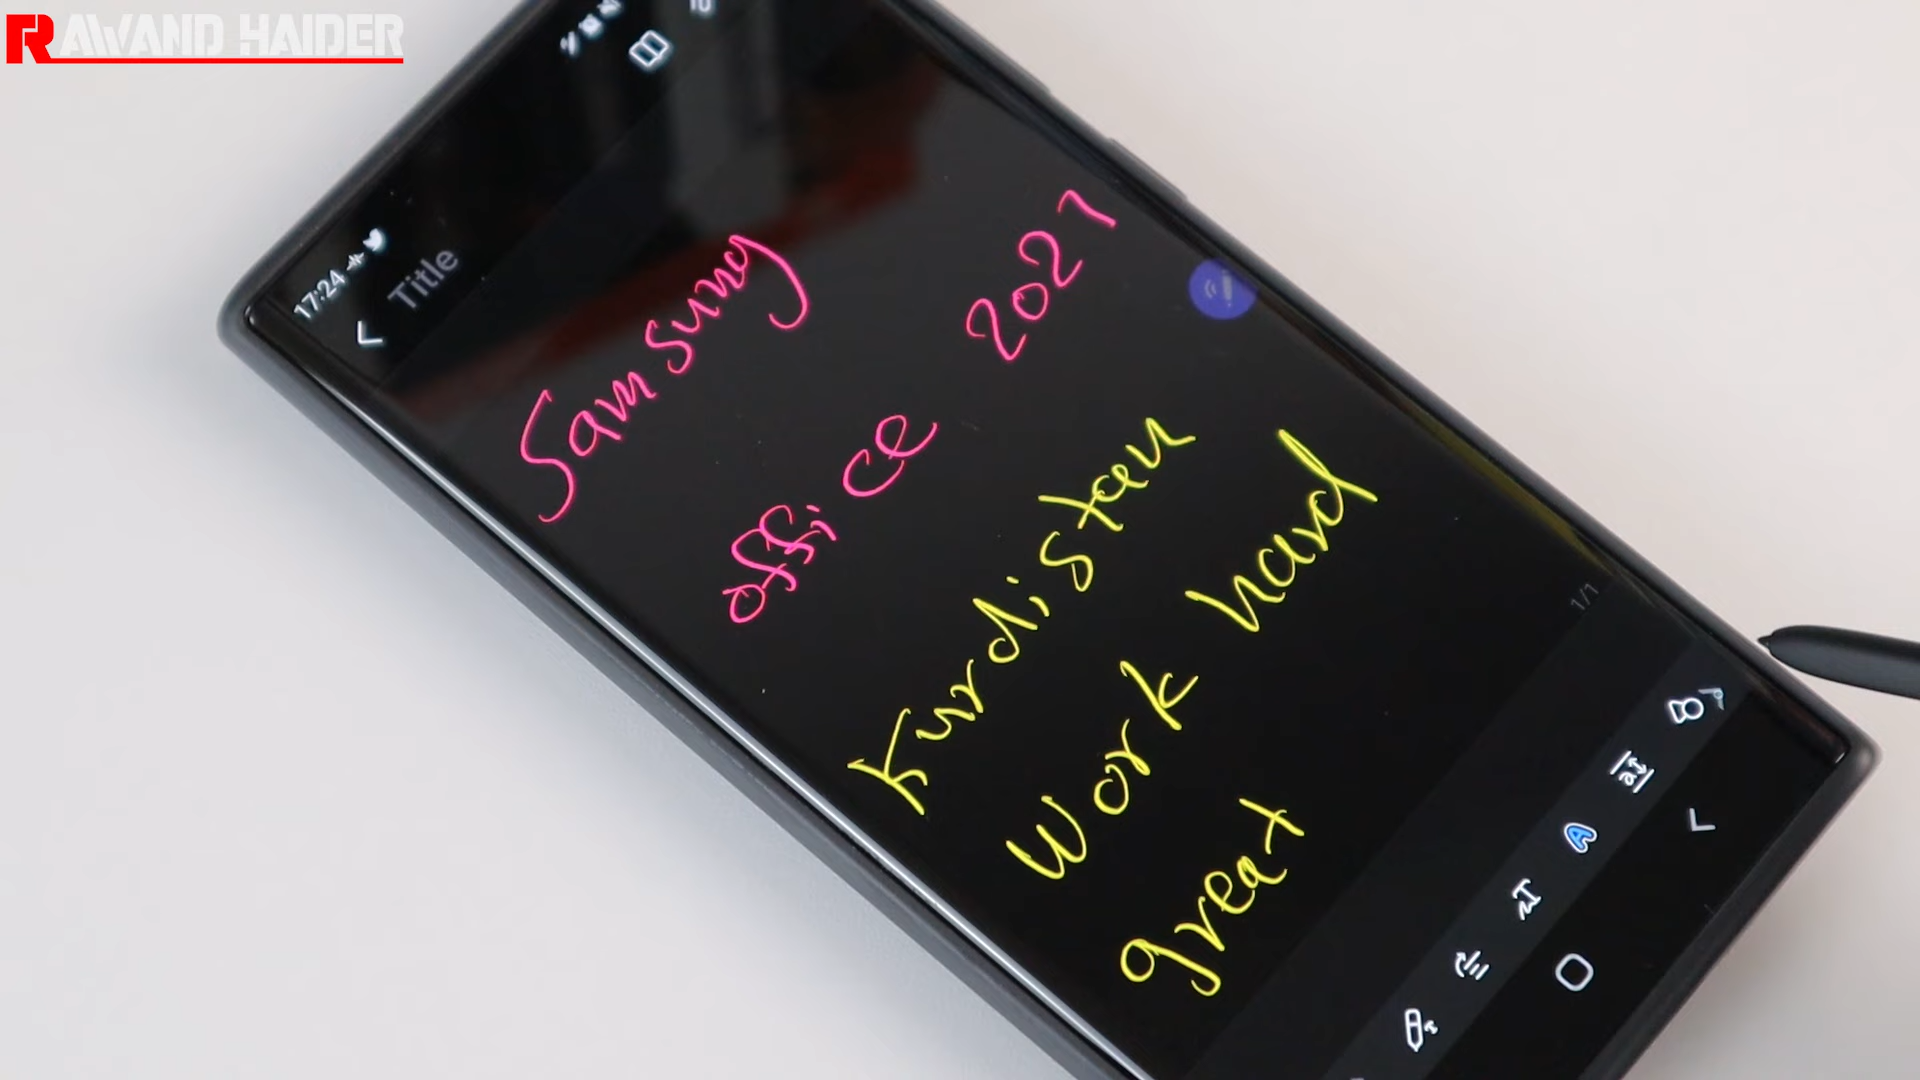 RAWAND HAIDER
17:24
Title
Samsung
office 2021
Kurdistan
Work hard
great
1/1